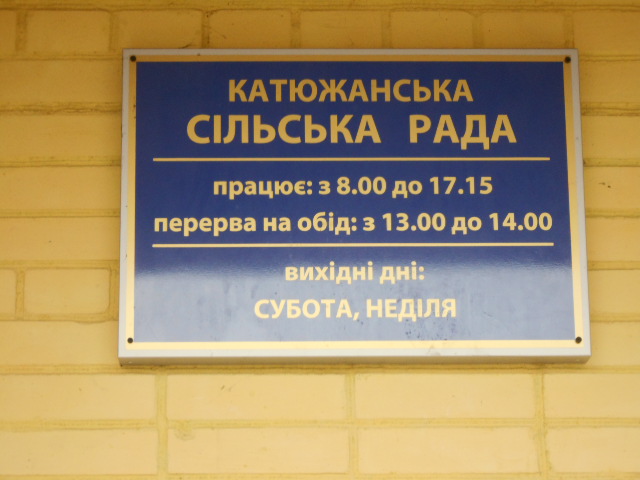 КАТЮЖАНСЬКА
СІЛЬСЬКА РАДА
працює: з 8.00 до 17.15
перерва на обід: з 13.00 до 14.00
вихідні дні:
СУБОТА, НЕДІЛЯ